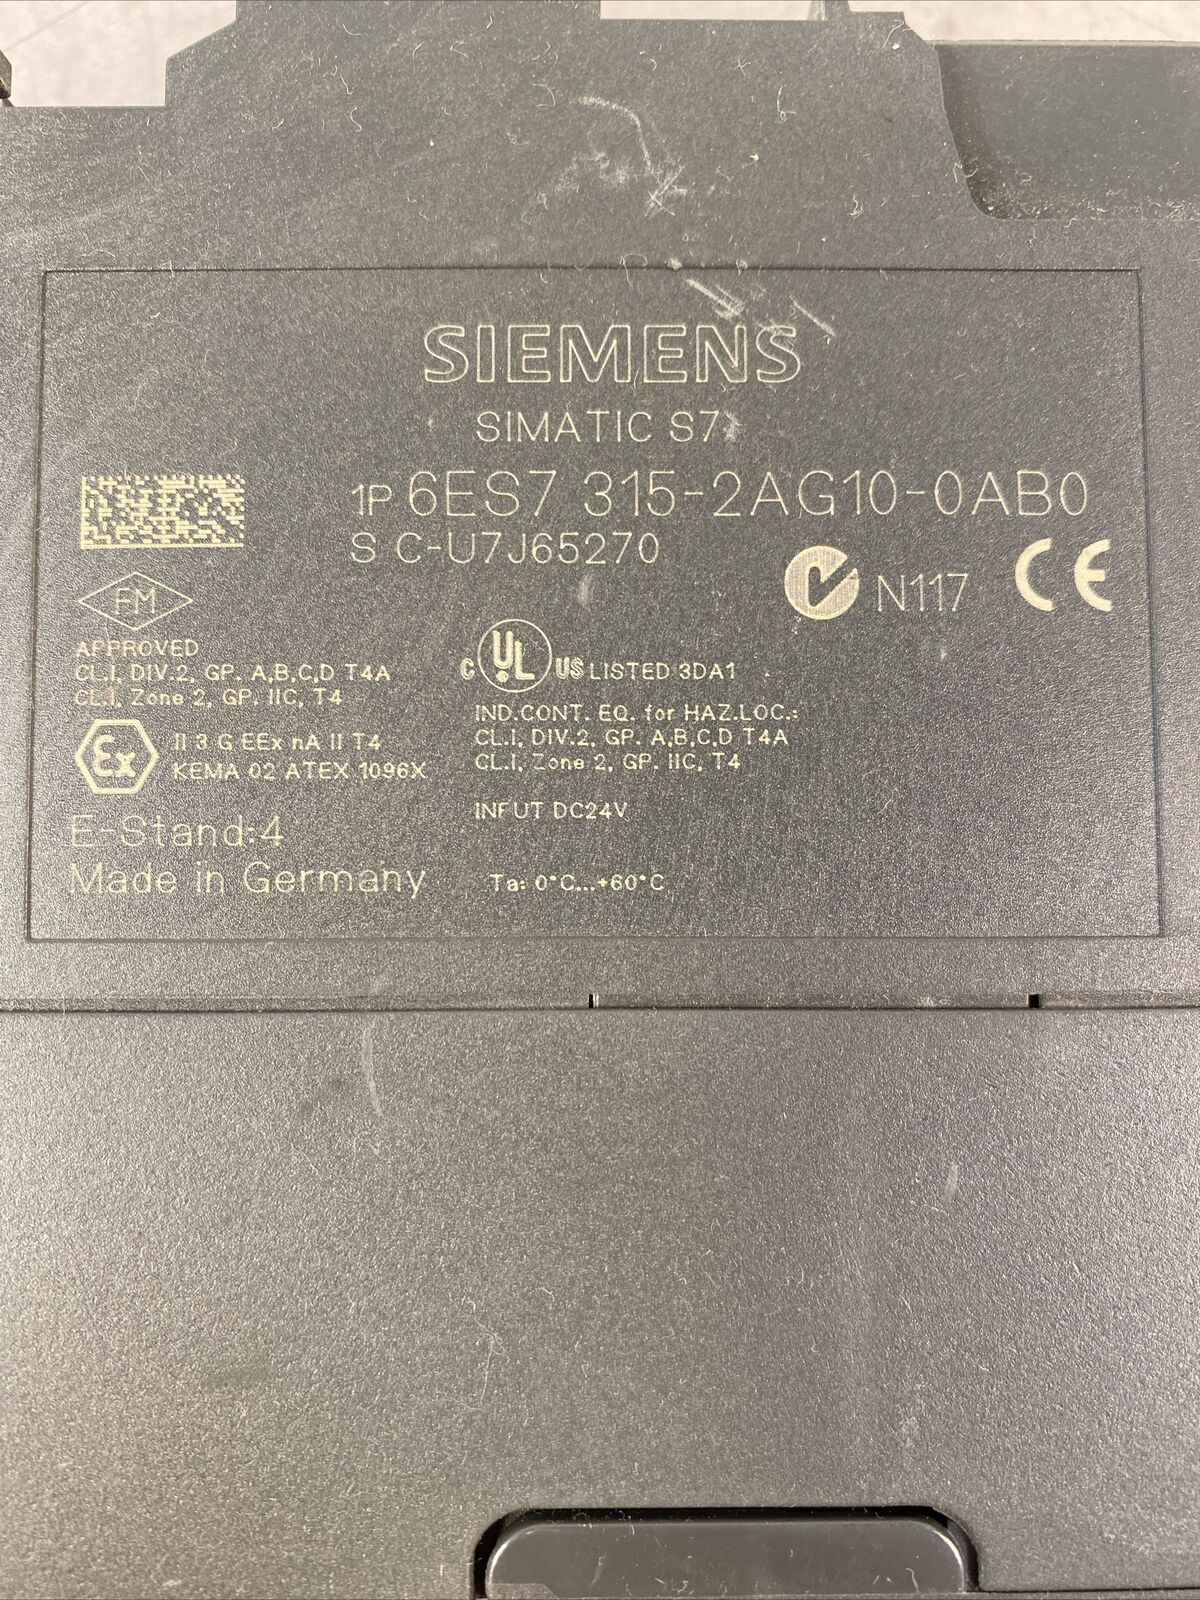 SIEMENS
SIMATIC S7
1P 6ES7 315-2AG10-0AB0
S C-U7J65270
N117 CE
FM
APPROVED
CL.I, DIV.2, GP. A,B,C,D T4A
CL.I, Zone 2, GP. IIC, T4
C UL US LISTED 3DA1
IND.CONT. EQ. for HAZ.LOC.:
CL.I, DIV.2, GP. A,B,C,D T4A
CL.I, Zone 2, GP. IIC, T4
Ex II 3 G EEx nA II T4
KEMA 02 ATEX 1096X
INPUT DC24V
E-Stand:4
Made in Germany
Ta: 0°C...+60°C